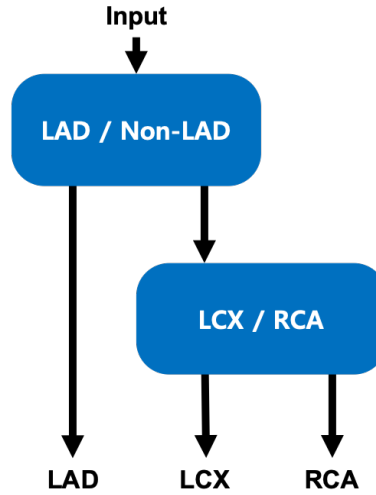 Input
LAD / Non-LAD
LCX / RCA
LAD
LCX
RCA